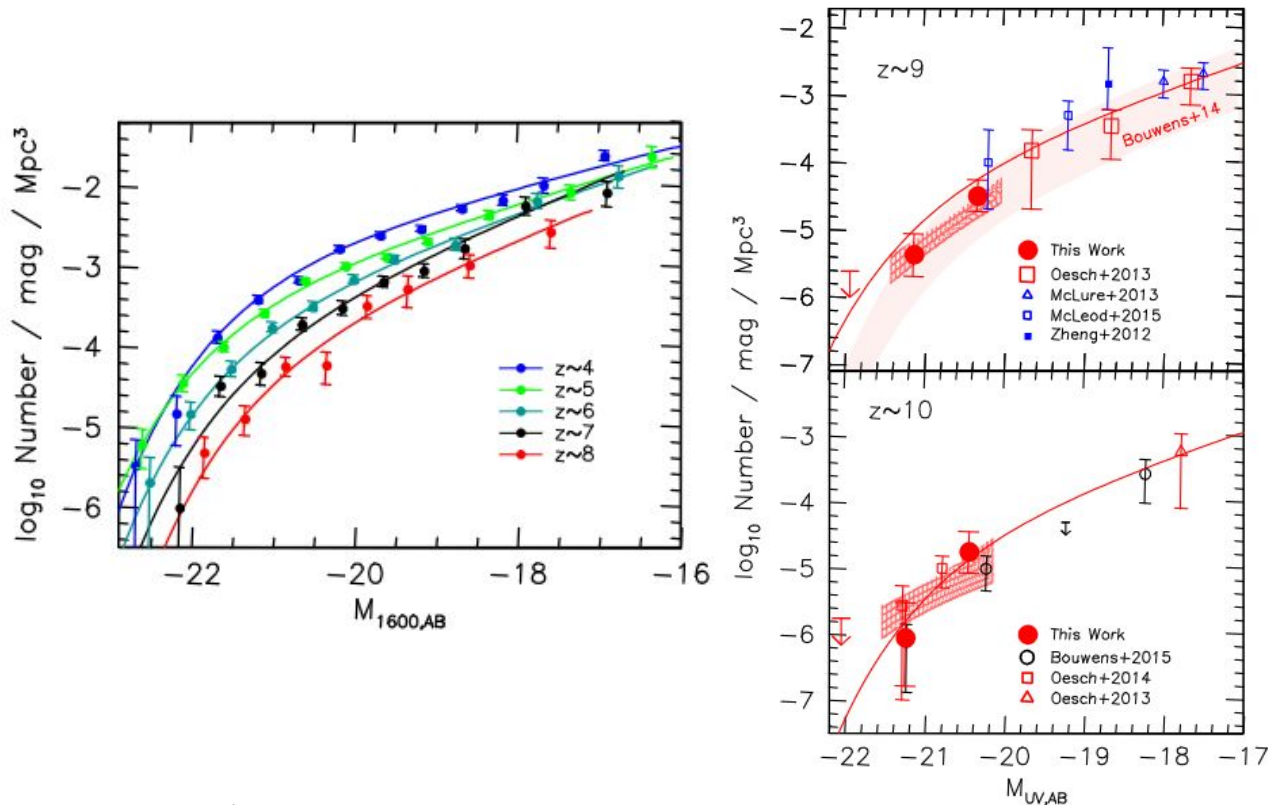 log₁₀ Number / mag / Mpc³
−2
−3
−4
−5
−6
z~4
z~5
z~6
z~7
z~8
−22
−20
−18
−16
M₁₆₀₀,AB
log₁₀ Number / mag / Mpc³
−2
−3
−4
−5
−6
−7
z~9
Bouwens+14
This Work
Oesch+2013
McLure+2013
McLeod+2015
Zheng+2012
z~10
−3
−4
−5
−6
−7
This Work
Bouwens+2015
Oesch+2014
Oesch+2013
−22
−21
−20
−19
−18
−17
M_UV,AB